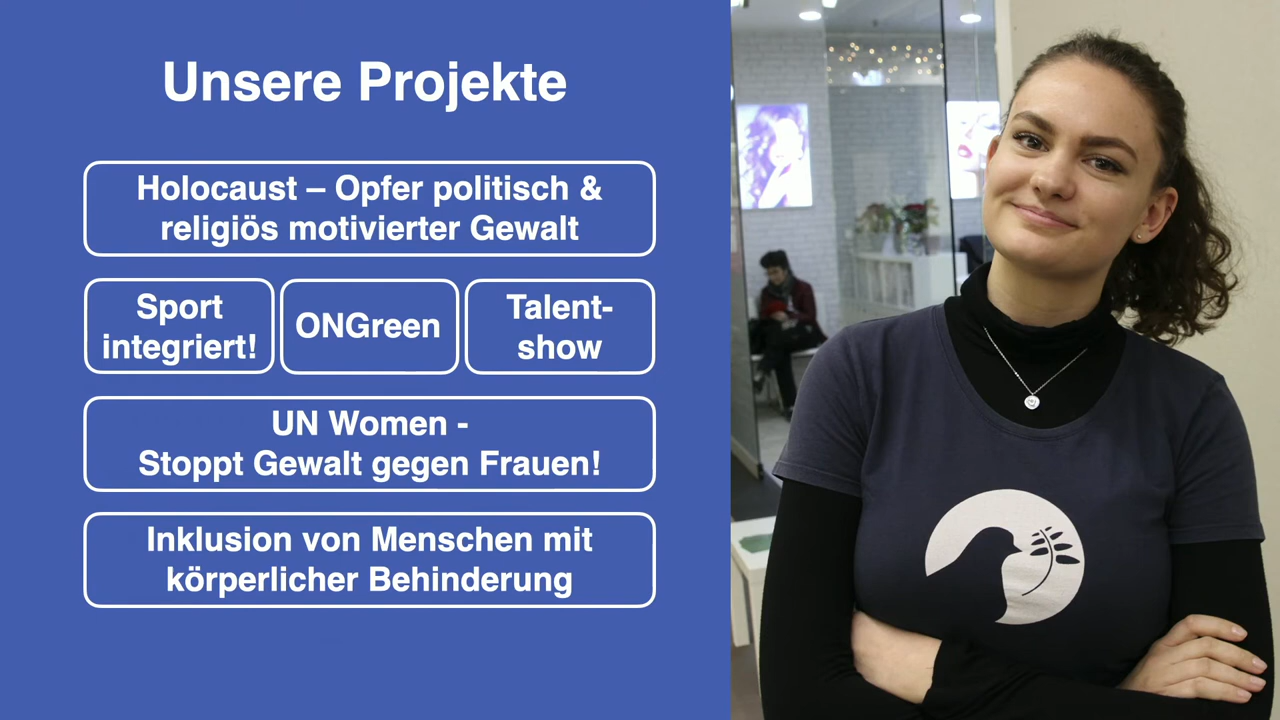 Unsere Projekte
Holocaust – Opfer politisch &
religiös motivierter Gewalt
Sport
integriert!
ONGreen
Talent-
show
UN Women -
Stoppt Gewalt gegen Frauen!
Inklusion von Menschen mit
körperlicher Behinderung